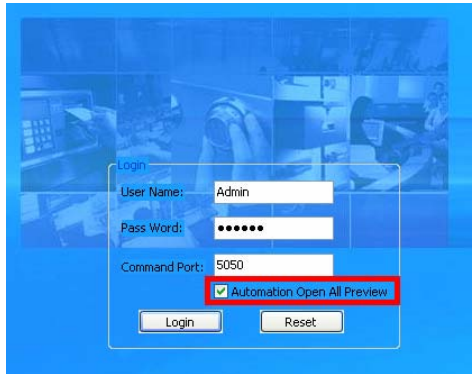 Login
User Name: Admin
Pass Word: ●●●●●●
Command Port: 5050
Automation Open All Preview
Login Reset